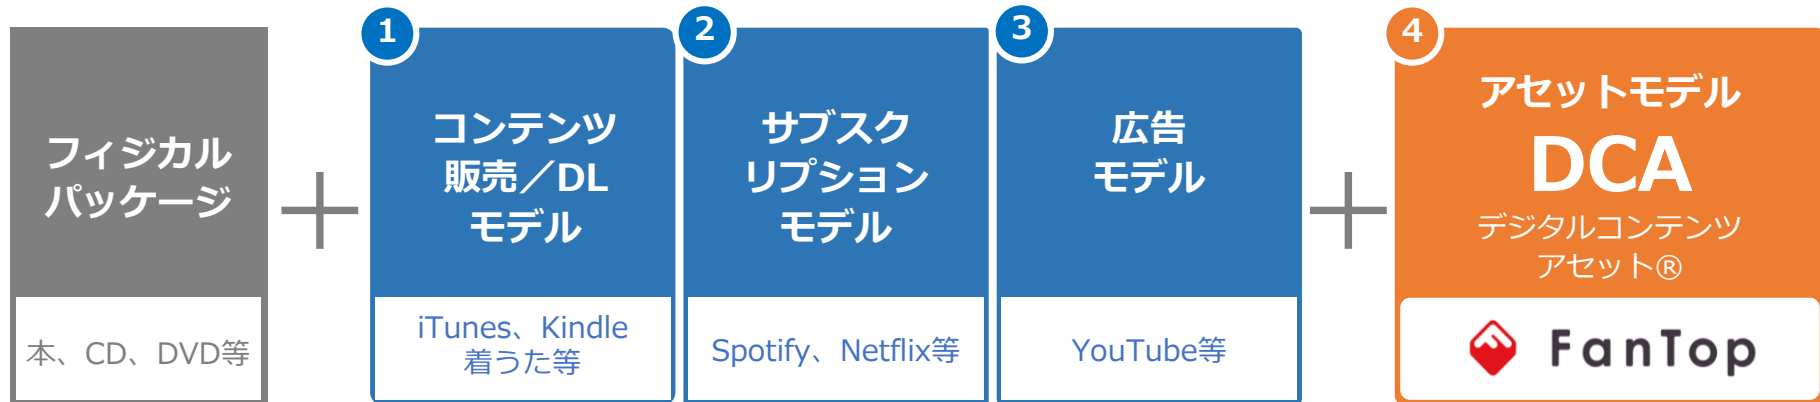 フィジカル
パッケージ
本、CD、DVD等
＋
1
コンテンツ
販売／DL
モデル
iTunes、Kindle
着うた等
2
サブスク
リプション
モデル
Spotify、Netflix等
3
広告
モデル
YouTube等
＋
4
アセットモデル
DCA
デジタルコンテンツ
アセット®
FanTop